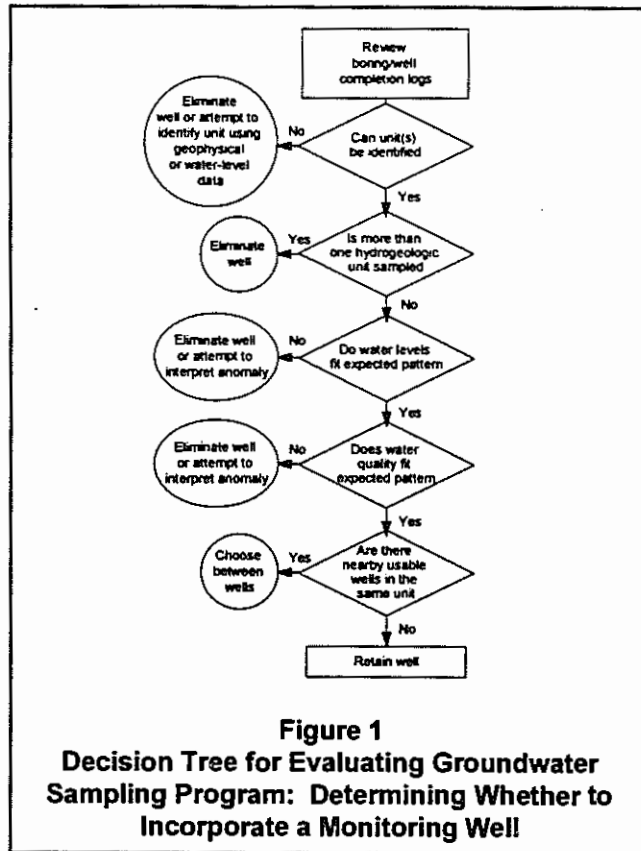 Review
boring/well
completion logs
Eliminate
well or attempt to
identify unit using
geophysical
or water-level
data
No
Can unit(s)
be identified
Yes
Eliminate
well
Yes
Is more than
one hydrogeologic
unit sampled
No
Eliminate well
or attempt to
interpret anomaly
No
Do water levels
fit expected pattern
Yes
Eliminate well
or attempt to
interpret anomaly
No
Does water
quality fit
expected pattern
Yes
Choose
between
wells
Yes
Are there
nearby usable
wells in the
same unit
No
Retain well
Figure 1
Decision Tree for Evaluating Groundwater
Sampling Program: Determining Whether to
Incorporate a Monitoring Well